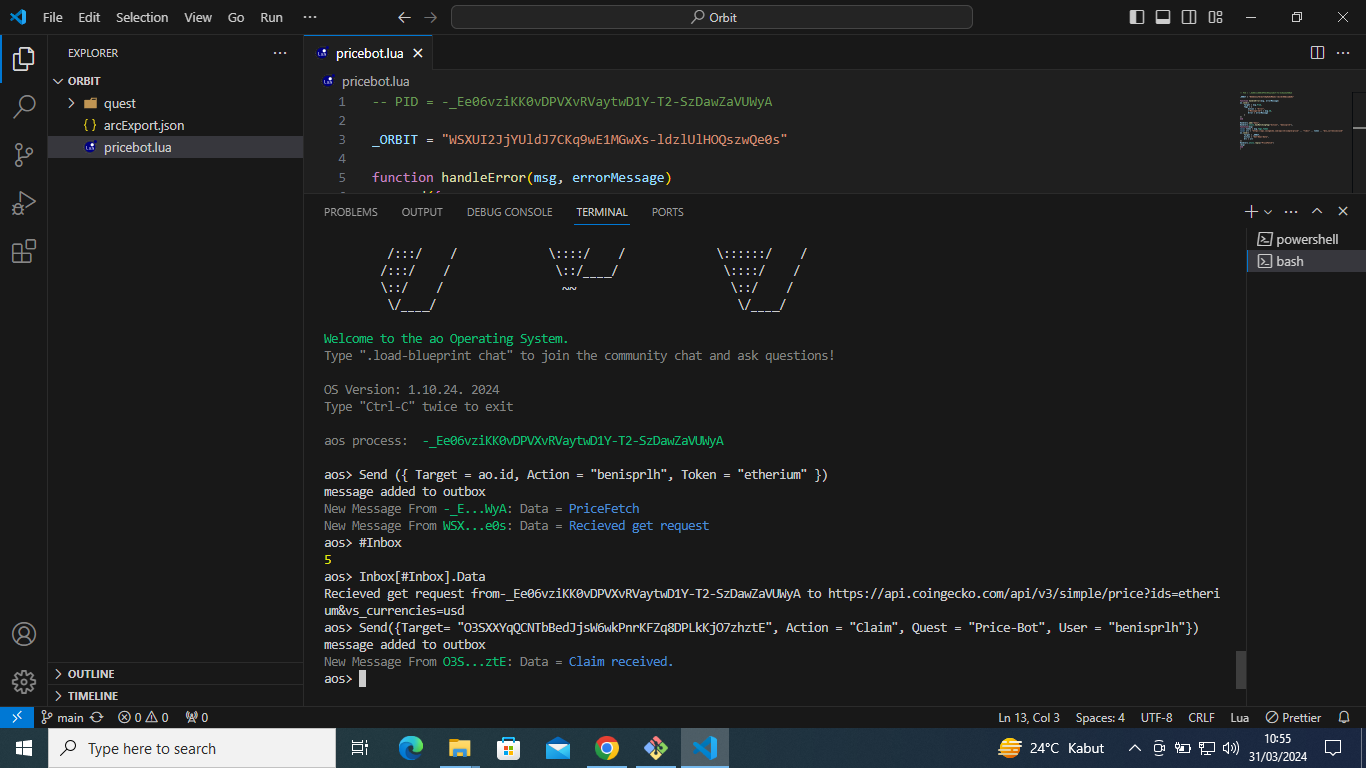 File Edit Selection View Go Run ··· Orbit
EXPLORER
ORBIT
quest
arcExport.json
pricebot.lua
OUTLINE
TIMELINE
pricebot.lua
pricebot.lua
1 -- PID = -_Ee06vziKK0vDPVXvRVaytwD1Y-T2-SzDawZaVUWyA
2
3 _ORBIT = "WSXUI2JjYUldJ7CKq9wE1MGwXs-ldzlUlHOQszwQe0s"
4
5 function handleError(msg, errorMessage)
PROBLEMS OUTPUT DEBUG CONSOLE TERMINAL PORTS
powershell
bash
/:::/    /             \::::/    /             \::::::/    /
/:::/    /               \::/____/               \::::/    /
\::/    /                 ~~                      \::/    /
\/____/                                           \/____/
Welcome to the ao Operating System.
Type ".load-blueprint chat" to join the community chat and ask questions!
OS Version: 1.10.24. 2024
Type "Ctrl-C" twice to exit
aos process:  -_Ee06vziKK0vDPVXvRVaytwD1Y-T2-SzDawZaVUWyA
aos> Send ({ Target = ao.id, Action = "benisprlh", Token = "etherium" })
message added to outbox
New Message From -_E...WyA: Data = PriceFetch
New Message From WSX...e0s: Data = Recieved get request
aos> #Inbox
5
aos> Inbox[#Inbox].Data
Recieved get request from-_Ee06vziKK0vDPVXvRVaytwD1Y-T2-SzDawZaVUWyA to https://api.coingecko.com/api/v3/simple/price?ids=etheri
um&vs_currencies=usd
aos> Send({Target= "O3SXXYqQCNTbBedJjsW6wkPnrKFZq8DPLkKjO7zhztE", Action = "Claim", Quest = "Price-Bot", User = "benisprlh"})
message added to outbox
New Message From O3S...ztE: Data = Claim received.
aos>
main 0 0 0 Ln 13, Col 3 Spaces: 4 UTF-8 CRLF Lua Prettier
Type here to search 24°C Kabut 10:55
31/03/2024